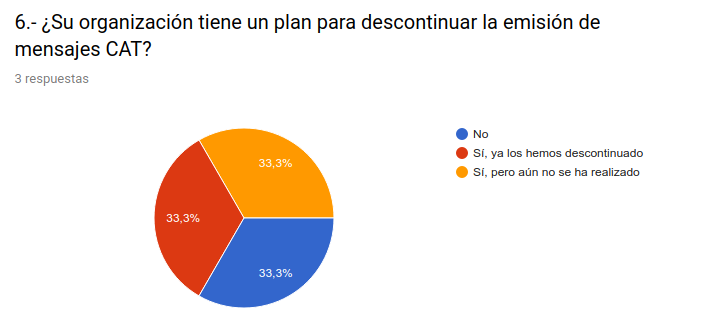 6.- ¿Su organización tiene un plan para descontinuar la emisión de
mensajes CAT?
3 respuestas
No
Sí, ya los hemos descontinuado
Sí, pero aún no se ha realizado
33,3%
33,3%
33,3%